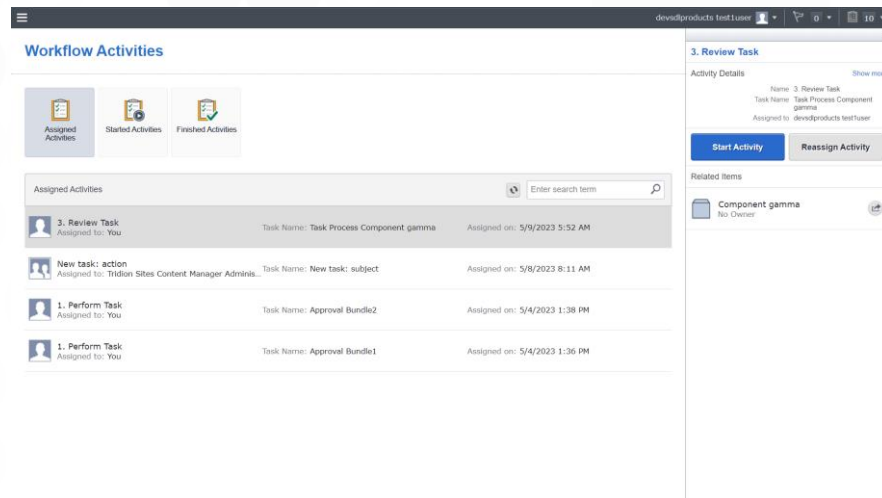 devsdlproducts test1user 0 10
Workflow Activities
Assigned Activities
Started Activities
Finished Activities
Assigned Activities Enter search term
3. Review Task
Assigned to: You
Task Name: Task Process Component gamma
Assigned on: 5/9/2023 5:52 AM
New task: action
Assigned to: Tridion Sites Content Manager Adminis...
Task Name: New task: subject
Assigned on: 5/8/2023 8:11 AM
1. Perform Task
Assigned to: You
Task Name: Approval Bundle2
Assigned on: 5/4/2023 1:38 PM
1. Perform Task
Assigned to: You
Task Name: Approval Bundle1
Assigned on: 5/4/2023 1:36 PM
3. Review Task
Activity Details Show mor
Name 3. Review Task
Task Name Task Process Component
gamma
Assigned to devsdlproducts test1user
Start Activity Reassign Activity
Related Items
Component gamma
No Owner